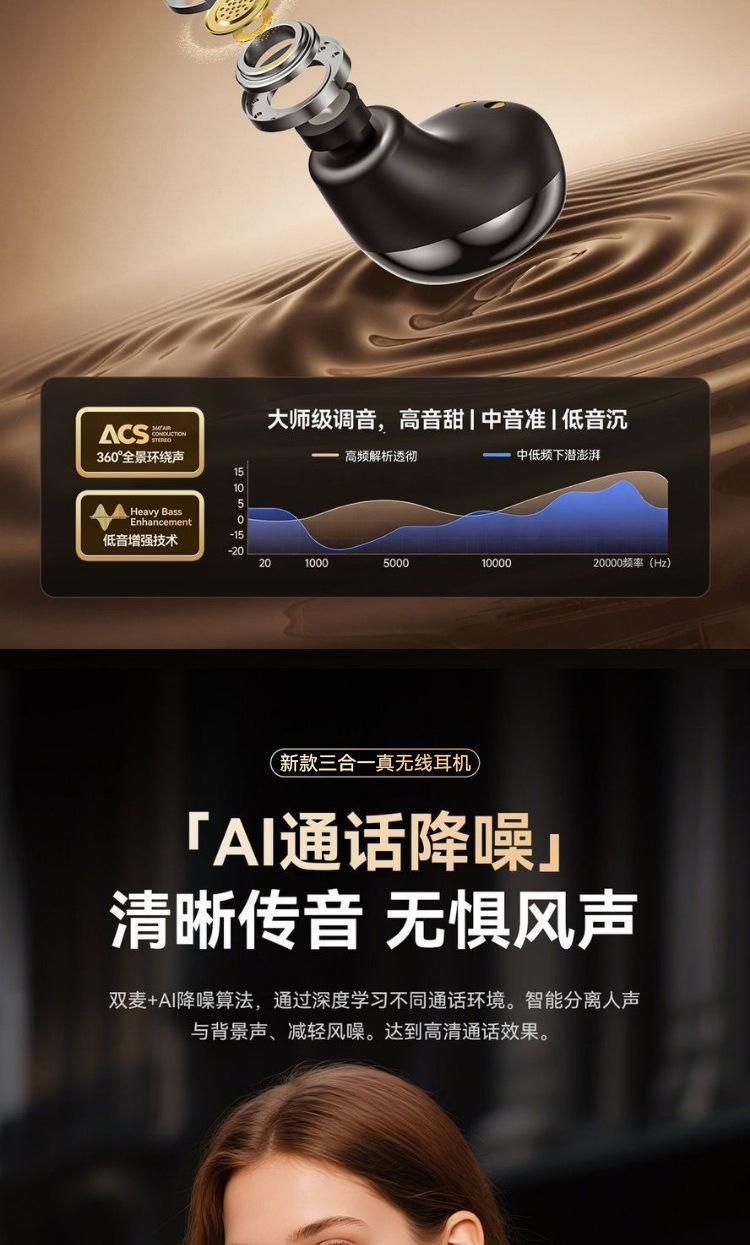 大师级调音，高音甜 | 中音准 | 低音沉
ACS 360°AIR CONDUCTION STEREO
360°全景环绕声
Heavy Bass
Enhancement
低音增强技术
高频解析透彻 中低频下潜澎湃
15
10
5
0
-15
-20
20 1000 5000 10000 20000频率（Hz）
新款三合一真无线耳机
「AI通话降噪」
清晰传音 无惧风声
双麦+AI降噪算法，通过深度学习不同通话环境。智能分离人声
与背景声、减轻风噪。达到高清通话效果。